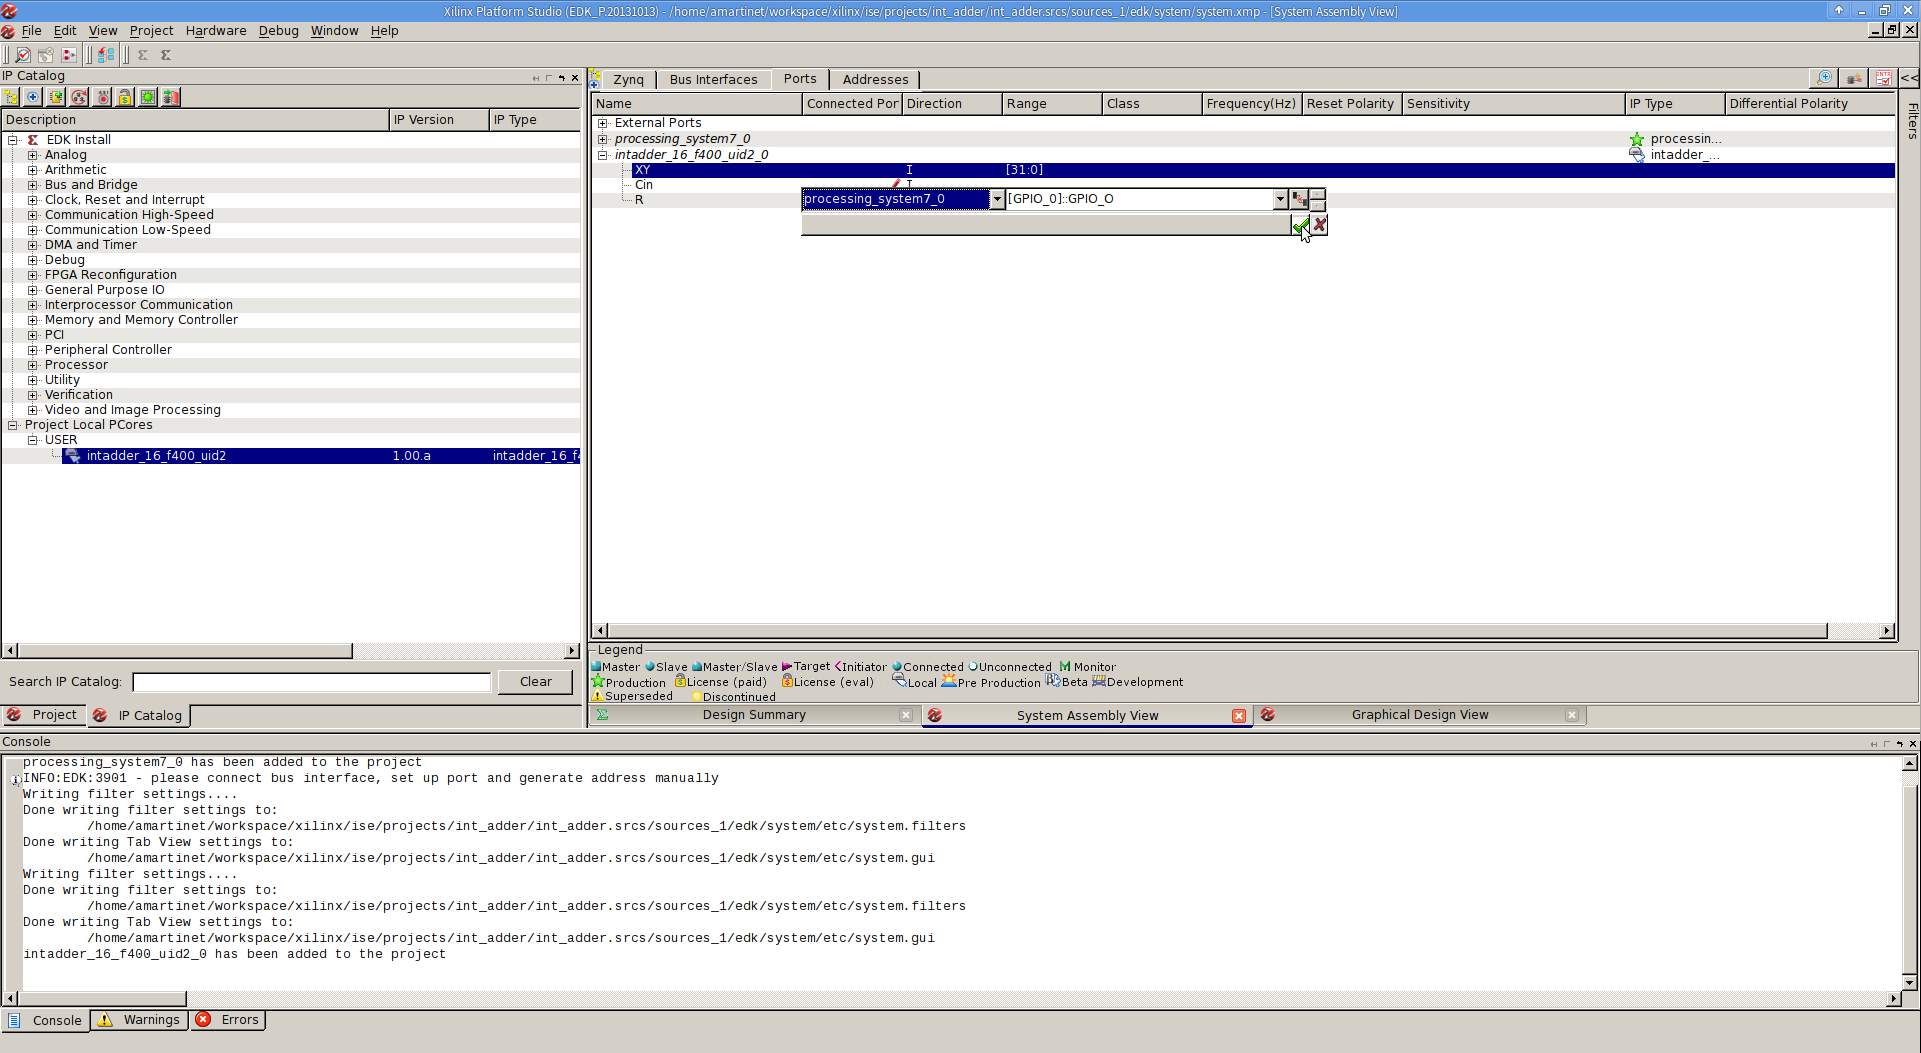 Xilinx Platform Studio (EDK_P.20131013) - /home/amartinet/workspace/xilinx/ise/projects/int_adder/int_adder.srcs/sources_1/edk/system/system.xmp - [System Assembly View]
File Edit View Project Hardware Debug Window Help
IP Catalog
Description IP Version IP Type
EDK Install
Analog
Arithmetic
Bus and Bridge
Clock, Reset and Interrupt
Communication High-Speed
Communication Low-Speed
DMA and Timer
Debug
FPGA Reconfiguration
General Purpose IO
Interprocessor Communication
Memory and Memory Controller
PCI
Peripheral Controller
Processor
Utility
Verification
Video and Image Processing
Project Local PCores
USER
intadder_16_f400_uid2 1.00.a intadder_16_f4
Search IP Catalog: Clear
Project IP Catalog
Zynq Bus Interfaces Ports Addresses <<
Filters
Name Connected Por Direction Range Class Frequency(Hz) Reset Polarity Sensitivity IP Type Differential Polarity
External Ports
processing_system7_0 processin...
intadder_16_f400_uid2_0 intadder_...
XY I [31:0]
Cin I
R processing_system7_0 [GPIO_0]::GPIO_O
Legend
Master Slave Master/Slave Target Initiator Connected Unconnected M Monitor
Production License (paid) License (eval) Local Pre Production Beta Development
Superseded Discontinued
Design Summary System Assembly View Graphical Design View
Console
processing_system7_0 has been added to the project
INFO:EDK:3901 - please connect bus interface, set up port and generate address manually
Writing filter settings....
Done writing filter settings to:
/home/amartinet/workspace/xilinx/ise/projects/int_adder/int_adder.srcs/sources_1/edk/system/etc/system.filters
Done writing Tab View settings to:
/home/amartinet/workspace/xilinx/ise/projects/int_adder/int_adder.srcs/sources_1/edk/system/etc/system.gui
Writing filter settings....
Done writing filter settings to:
/home/amartinet/workspace/xilinx/ise/projects/int_adder/int_adder.srcs/sources_1/edk/system/etc/system.filters
Done writing Tab View settings to:
/home/amartinet/workspace/xilinx/ise/projects/int_adder/int_adder.srcs/sources_1/edk/system/etc/system.gui
intadder_16_f400_uid2_0 has been added to the project
Console Warnings Errors